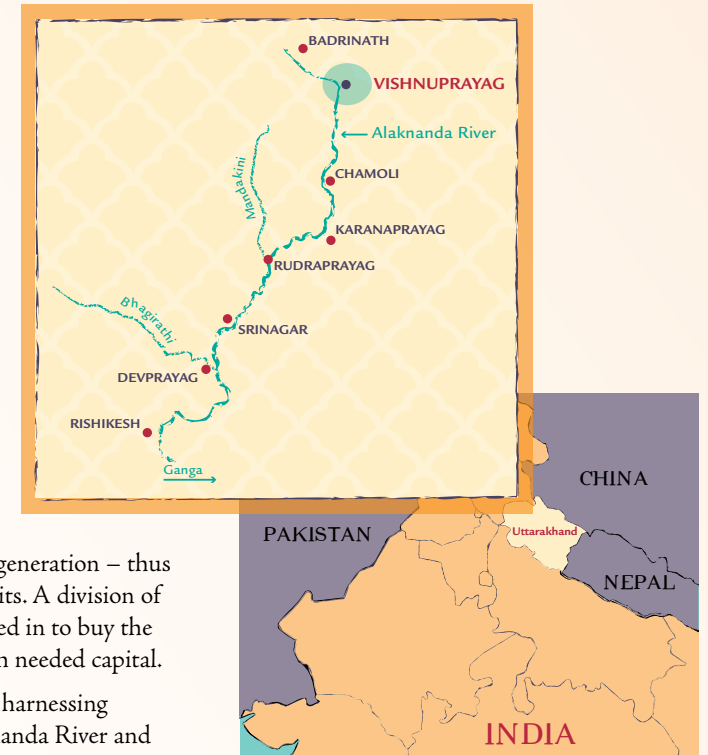 BADRINATH
VISHNUPRAYAG
Alaknanda River
Mandakini
CHAMOLI
KARANAPRAYAG
RUDRAPRAYAG
Bhagirathi
SRINAGAR
DEVPRAYAG
RISHIKESH
Ganga
CHINA
PAKISTAN
Uttarakhand
NEPAL
INDIA
generation – thus
its. A division of
ed in to buy the
n needed capital.
harnessing
nanda River and